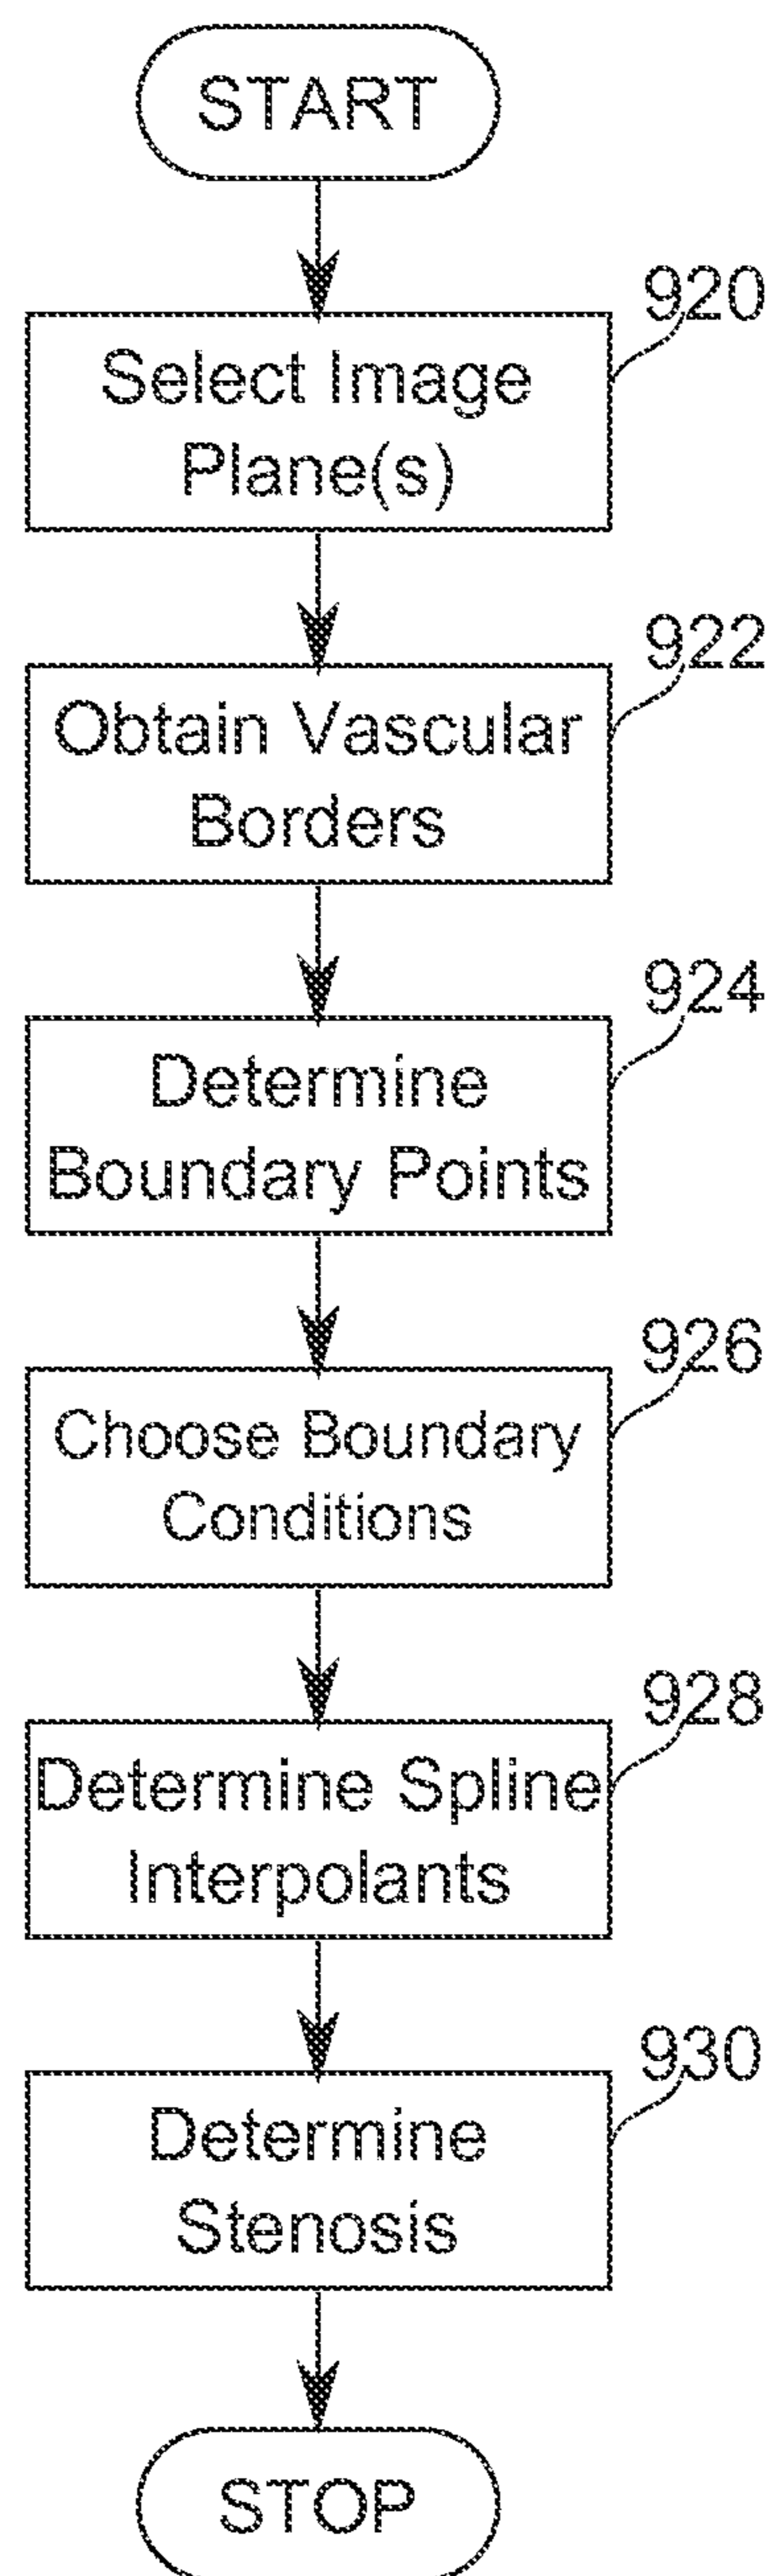 START
920
Select Image
Plane(s)
922
Obtain Vascular
Borders
924
Determine
Boundary Points
926
Choose Boundary
Conditions
928
Determine Spline
Interpolants
930
Determine
Stenosis
STOP